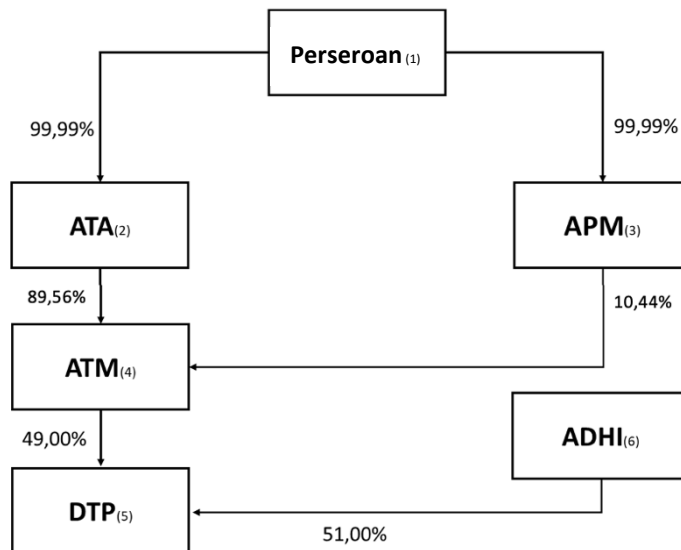 Perseroan (1)
99,99%
99,99%
ATA(2)
APM(3)
89,56%
10,44%
ATM(4)
49,00%
ADHI(6)
DTP(5)
51,00%